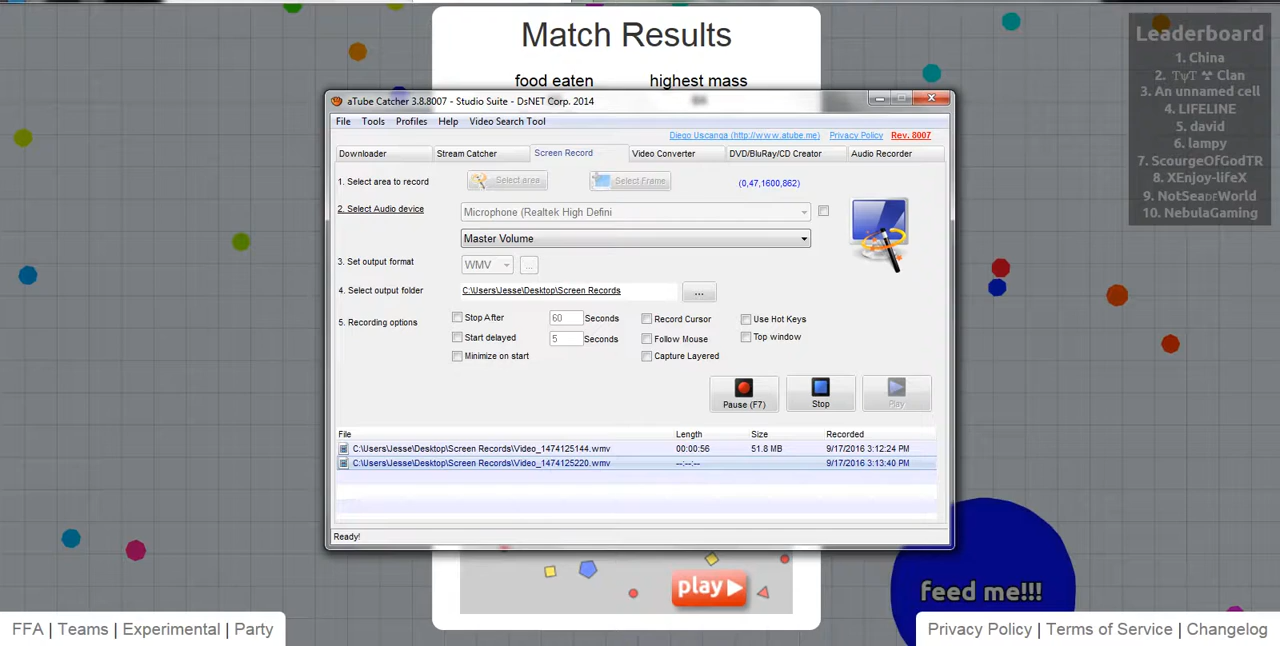 Match Results
food eaten highest mass
aTube Catcher 3.8.8007 - Studio Suite - DsNET Corp. 2014
File Tools Profiles Help Video Search Tool
Diego Uscanga (http://www.atube.me) Privacy Policy Rev. 8007
Downloader Stream Catcher Screen Record Video Converter DVD/BluRay/CD Creator Audio Recorder
1. Select area to record Select area Select Frame (0,47,1600,862)
2. Select Audio device Microphone (Realtek High Defini
Master Volume
3. Set output format WMV ...
4. Select output folder C:\Users\Jesse\Desktop\Screen Records ...
5. Recording options
Stop After 60 Seconds Record Cursor Use Hot Keys
Start delayed 5 Seconds Follow Mouse Top window
Minimize on start Capture Layered
Pause (F7) Stop Play
File Length Size Recorded
C:\Users\Jesse\Desktop\Screen Records\Video_1474125144.wmv 00:00:56 51.8 MB 9/17/2016 3:12:24 PM
C:\Users\Jesse\Desktop\Screen Records\Video_1474125220.wmv --:--:-- 9/17/2016 3:13:40 PM
Ready!
play
Leaderboard
1. China
2. TψT ☢ Clan
3. An unnamed cell
4. LIFELINE
5. david
6. lampy
7. ScourgeOfGodTR
8. XEnjoy-lifeX
9. NotSeaᴅᴇWorld
10. NebulaGaming
feed me!!!
FFA | Teams | Experimental | Party
Privacy Policy | Terms of Service | Changelog